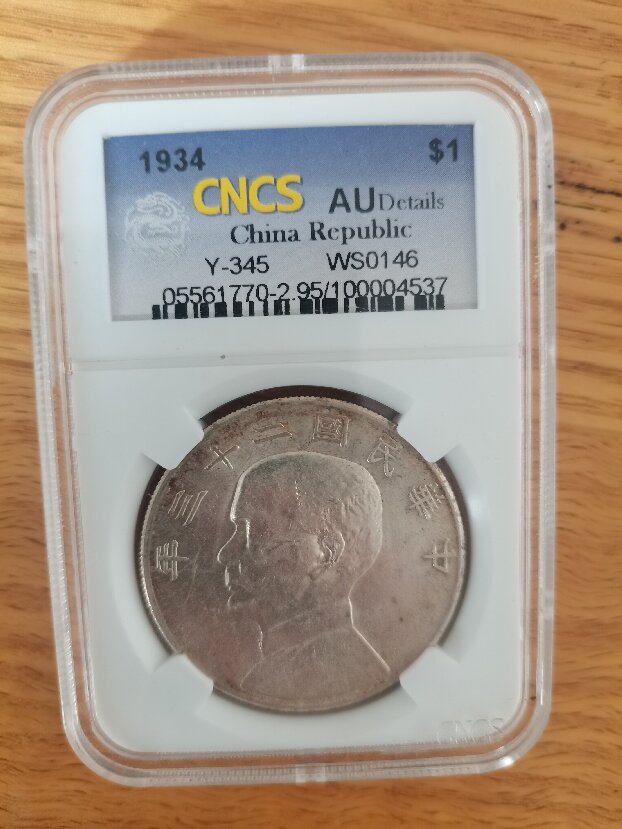 1934 $1
CNCS AU Details
China Republic
Y-345 WS0146
05561770-2.95/100004537
年三十二國民華中
CNCS